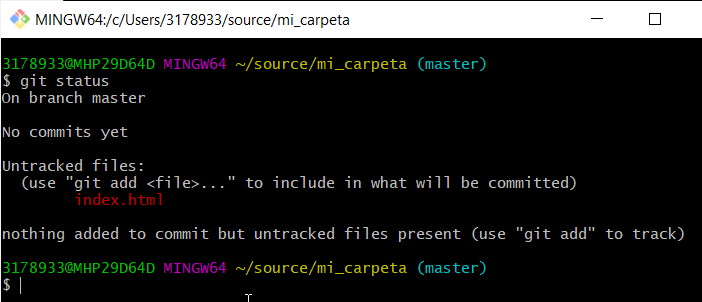 MINGW64:/c/Users/3178933/source/mi_carpeta
3178933@MHP29D64D MINGW64 ~/source/mi_carpeta (master)
$ git status
On branch master
No commits yet
Untracked files:
  (use "git add <file>..." to include in what will be committed)
        index.html
nothing added to commit but untracked files present (use "git add" to track)
3178933@MHP29D64D MINGW64 ~/source/mi_carpeta (master)
$